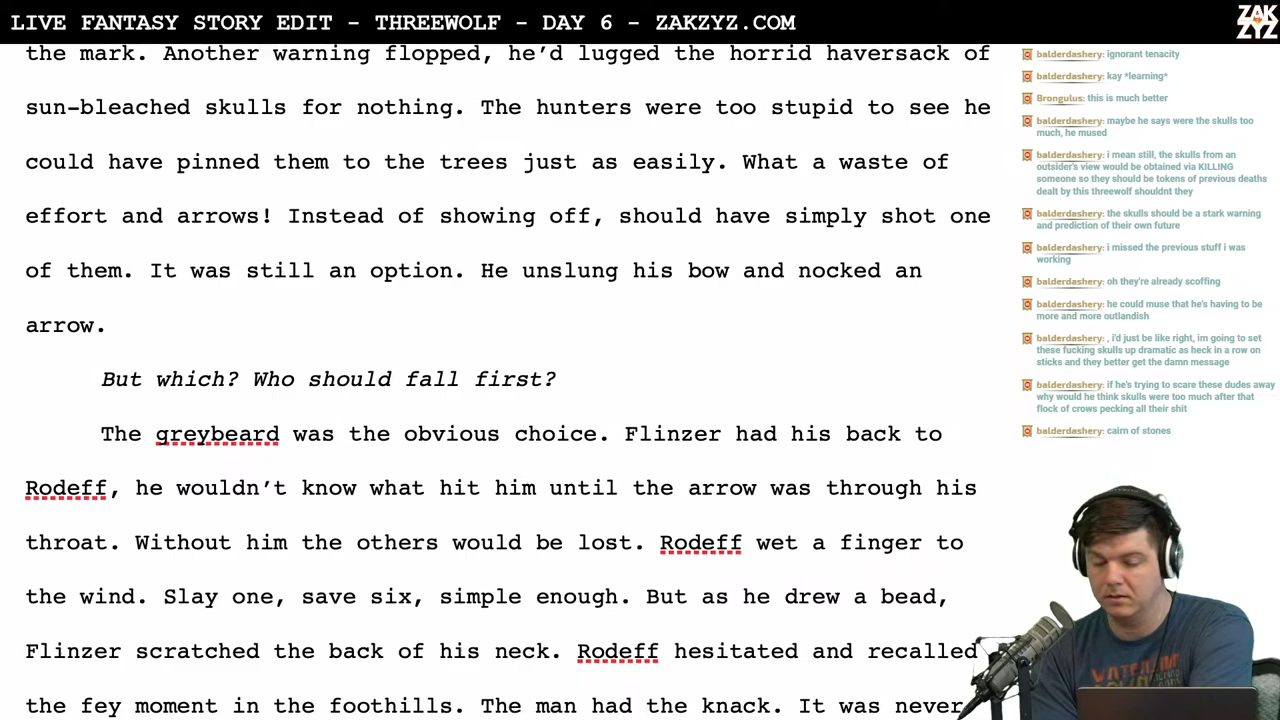 LIVE FANTASY STORY EDIT - THREEWOLF - DAY 6 - ZAKZYZ.COM
ZAK
ZYZ
the mark. Another warning flopped, he’d lugged the horrid haversack of
sun-bleached skulls for nothing. The hunters were too stupid to see he
could have pinned them to the trees just as easily. What a waste of
effort and arrows! Instead of showing off, should have simply shot one
of them. It was still an option. He unslung his bow and nocked an
arrow.
But which? Who should fall first?
The greybeard was the obvious choice. Flinzer had his back to
Rodeff, he wouldn’t know what hit him until the arrow was through his
throat. Without him the others would be lost. Rodeff wet a finger to
the wind. Slay one, save six, simple enough. But as he drew a bead,
Flinzer scratched the back of his neck. Rodeff hesitated and recalled
the fey moment in the foothills. The man had the knack. It was never
balderdashery: ignorant tenacity
balderdashery: kay *learning*
Brongulus: this is much better
balderdashery: maybe he says were the skulls too
much, he mused
balderdashery: i mean still, the skulls from an
outsider's view would be obtained via KILLING
someone so they should be tokens of previous deaths
dealt by this threewolf shouldnt they
balderdashery: the skulls should be a stark warning
and prediction of their own future
balderdashery: i missed the previous stuff i was
working
balderdashery: oh they're already scoffing
balderdashery: he could muse that he's having to be
more and more outlandish
balderdashery: , i'd just be like right, im going to set
these fucking skulls up dramatic as heck in a row on
sticks and they better get the damn message
balderdashery: if he's trying to scare these dudes away
why would he think skulls were too much after that
flock of crows pecking all their shit
balderdashery: cairn of stones